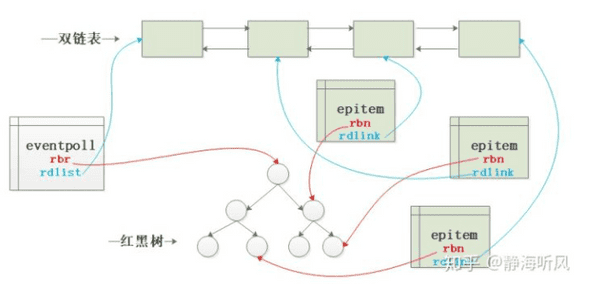 双链表
epitem
rbn
rdlink
eventpoll
rbr
rdlist
epitem
rbn
rdlink
红黑树
epitem
rbn
知乎 @静海听风